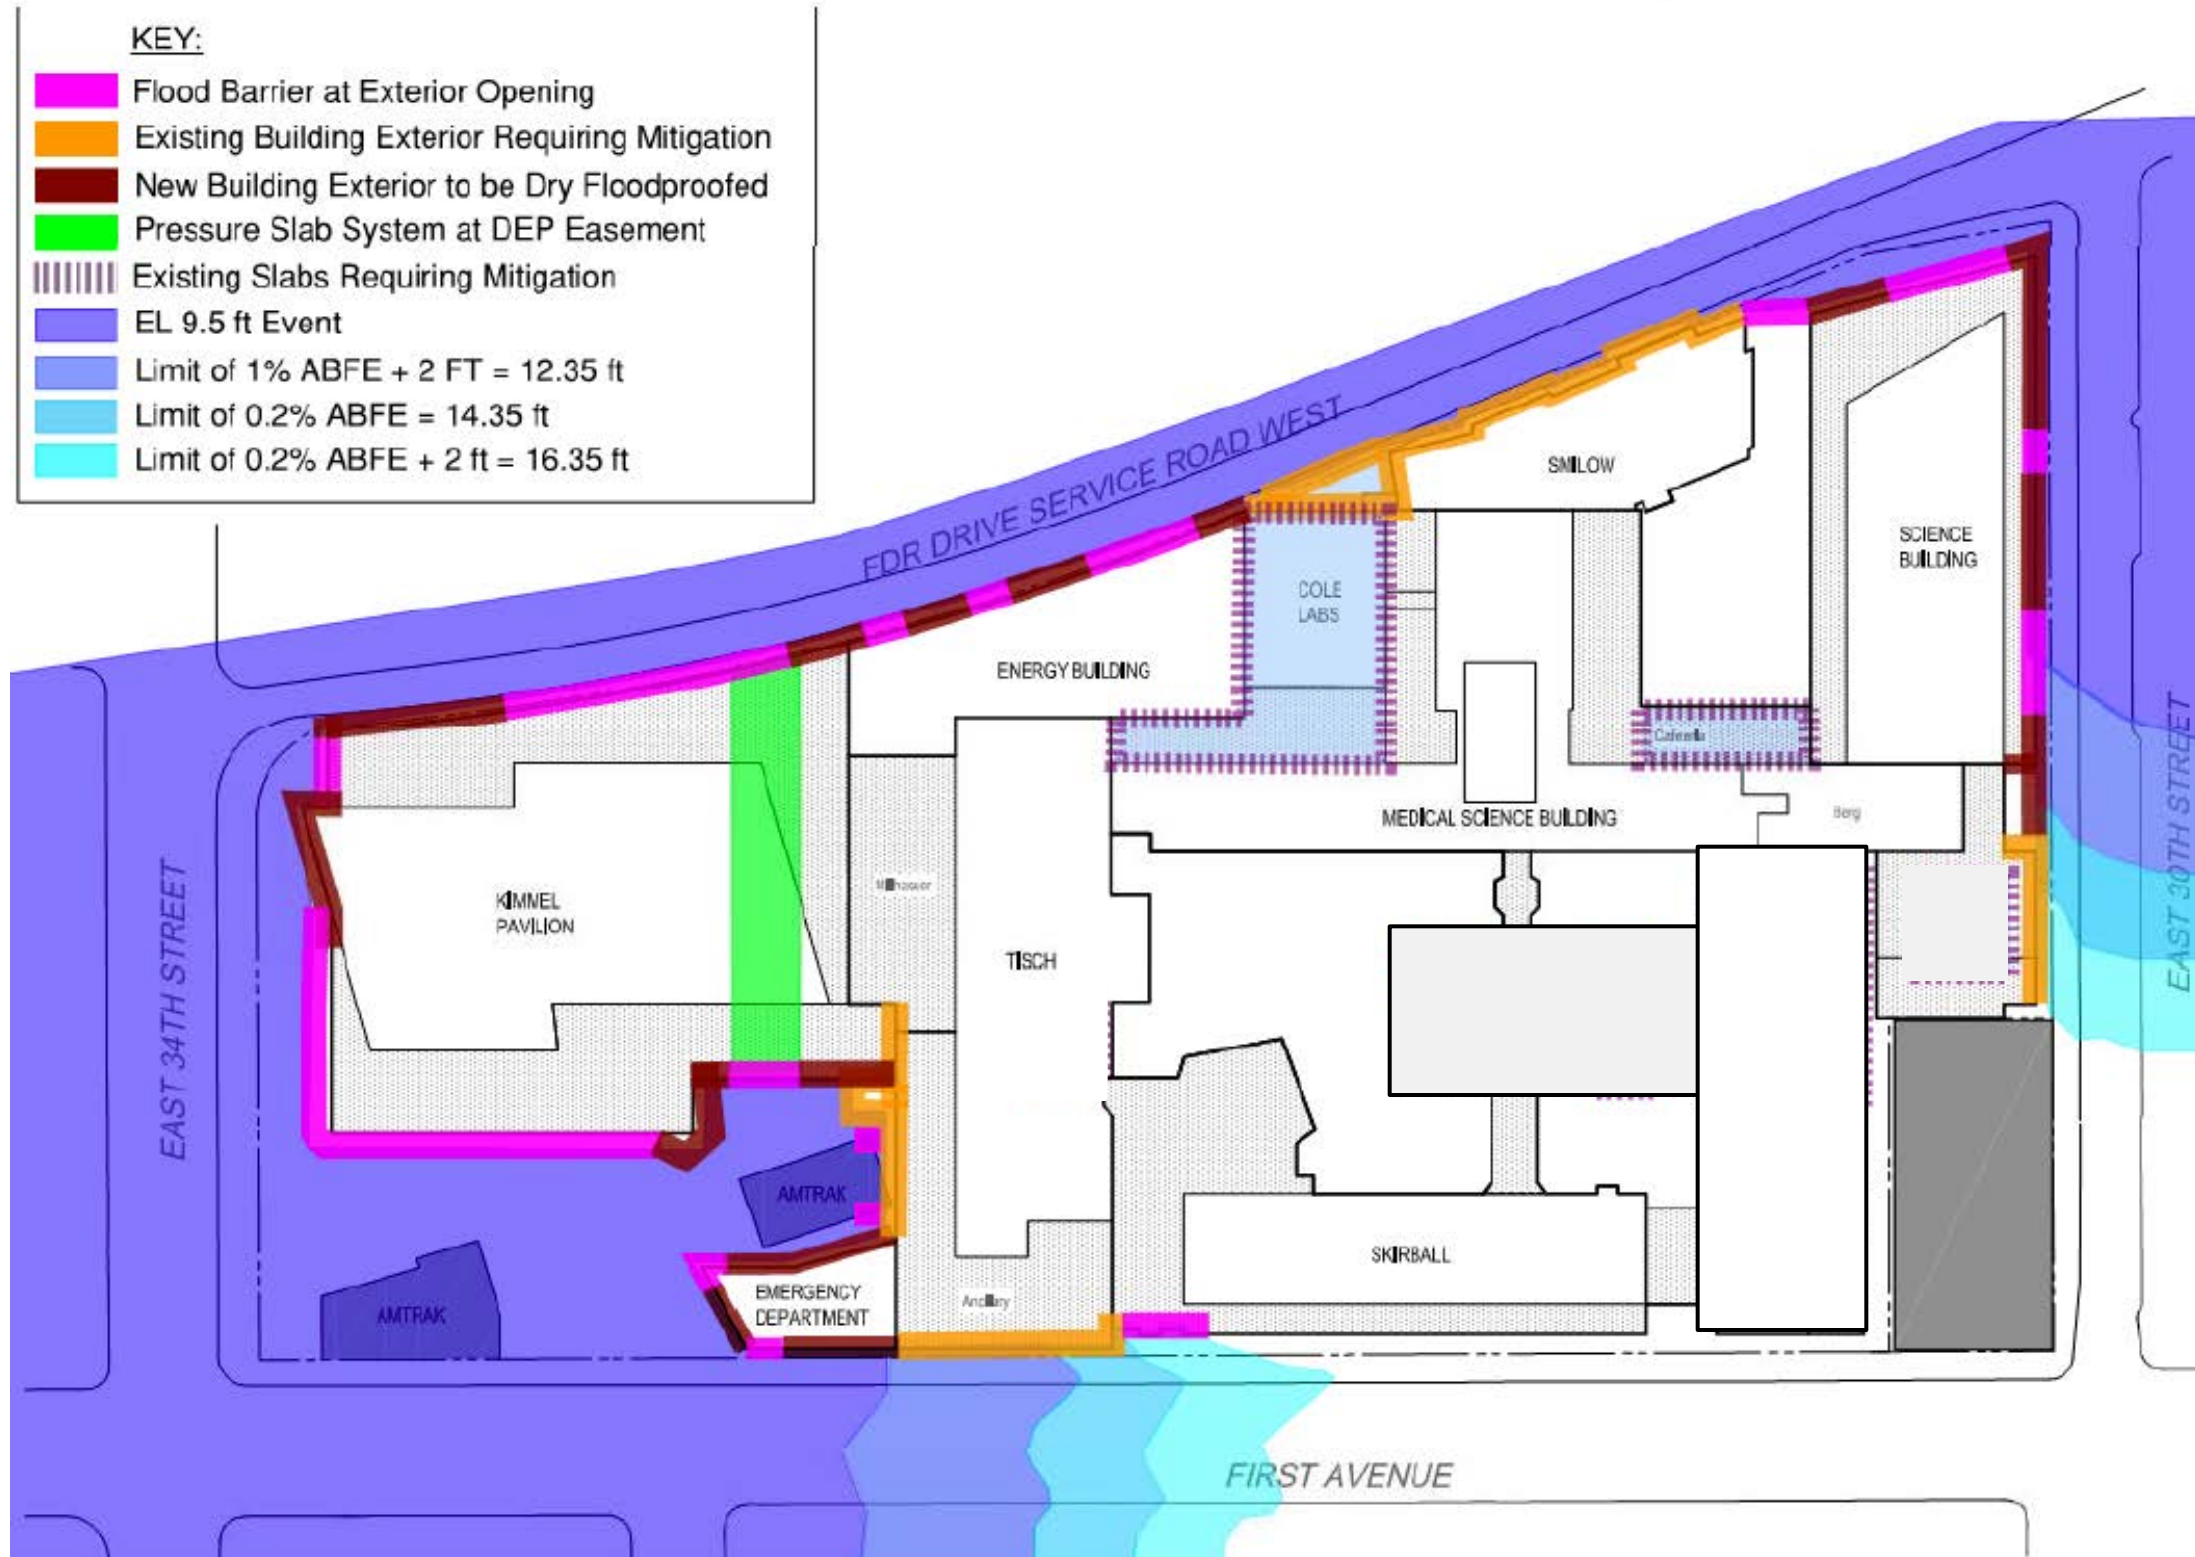 KEY:
Flood Barrier at Exterior Opening
Existing Building Exterior Requiring Mitigation
New Building Exterior to be Dry Floodproofed
Pressure Slab System at DEP Easement
Existing Slabs Requiring Mitigation
EL 9.5 ft Event
Limit of 1% ABFE + 2 FT = 12.35 ft
Limit of 0.2% ABFE = 14.35 ft
Limit of 0.2% ABFE + 2 ft = 16.35 ft
FDR DRIVE SERVICE ROAD WEST
SMILOW
SCIENCE
BUILDING
COLE
LABS
ENERGY BUILDING
Cafeteria
MEDICAL SCIENCE BUILDING
Berg
EAST 30TH STREET
EAST 34TH STREET
KIMMEL
PAVILION
TISCH
AMTRAK
SKIRBALL
EMERGENCY
DEPARTMENT
Ancillary
AMTRAK
FIRST AVENUE